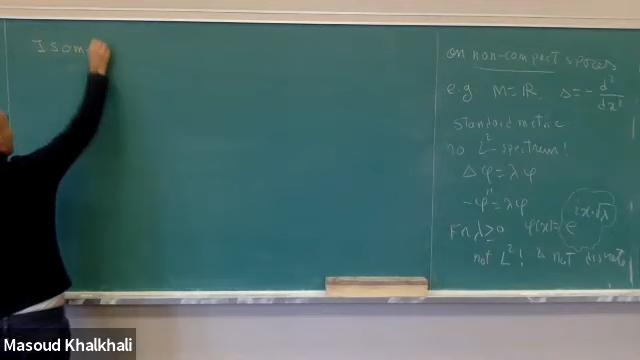 Isom
on non-compact spaces
e.g. M = ℝ, Δ = - d²/dx²
standard metric
no L²-spectrum!
Δφ = λφ
-φ'' = λφ
Fn λ ≥ 0 φ(x) = e^{ix·√λ}
not L²! & not discrete
Masoud Khalkhali